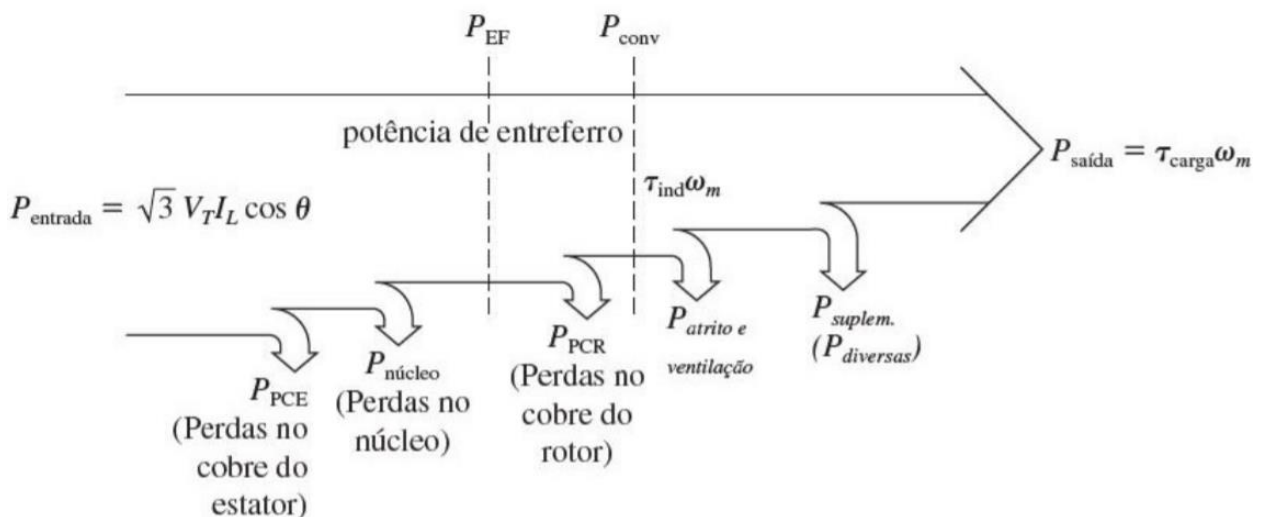 P_EF
P_conv
potência de entreferro
P_saída = τ_carga ω_m
τ_ind ω_m
P_entrada = √3 V_T I_L cos θ
P_PCE
(Perdas no
cobre do
estator)
P_núcleo
(Perdas no
núcleo)
P_PCR
(Perdas no
cobre do
rotor)
P_atrito e
ventilação
P_suplem.
(P_diversas)